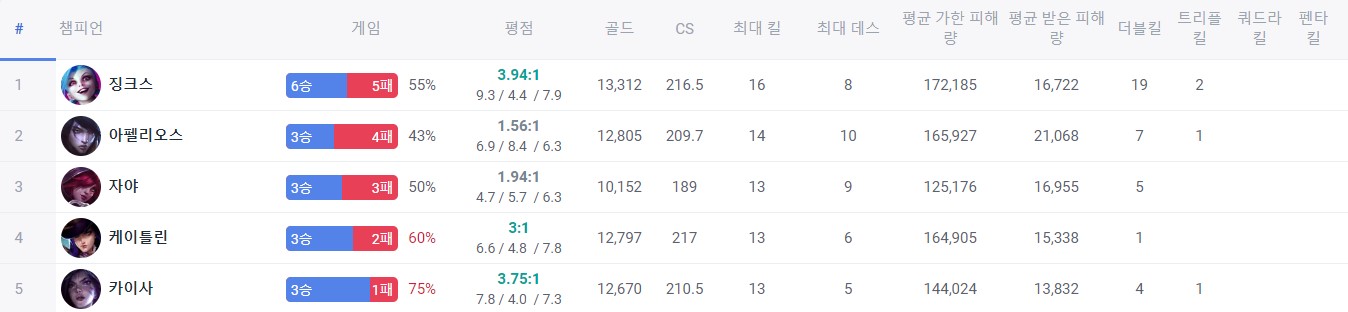 # 챔피언 게임 평점 골드 CS 최대 킬 최대 데스 평균 가한 피해량 평균 받은 피해량 더블킬 트리플킬 쿼드라킬 펜타킬
1 징크스 6승 5패 55% 3.94:1 13,312 216.5 16 8 172,185 16,722 19 2
9.3 / 4.4 / 7.9
2 아펠리오스 3승 4패 43% 1.56:1 12,805 209.7 14 10 165,927 21,068 7 1
6.9 / 8.4 / 6.3
3 자야 3승 3패 50% 1.94:1 10,152 189 13 9 125,176 16,955 5
4.7 / 5.7 / 6.3
4 케이틀린 3승 2패 60% 3:1 12,797 217 13 6 164,905 15,338 1
6.6 / 4.8 / 7.8
5 카이사 3승 1패 75% 3.75:1 12,670 210.5 13 5 144,024 13,832 4 1
7.8 / 4.0 / 7.3